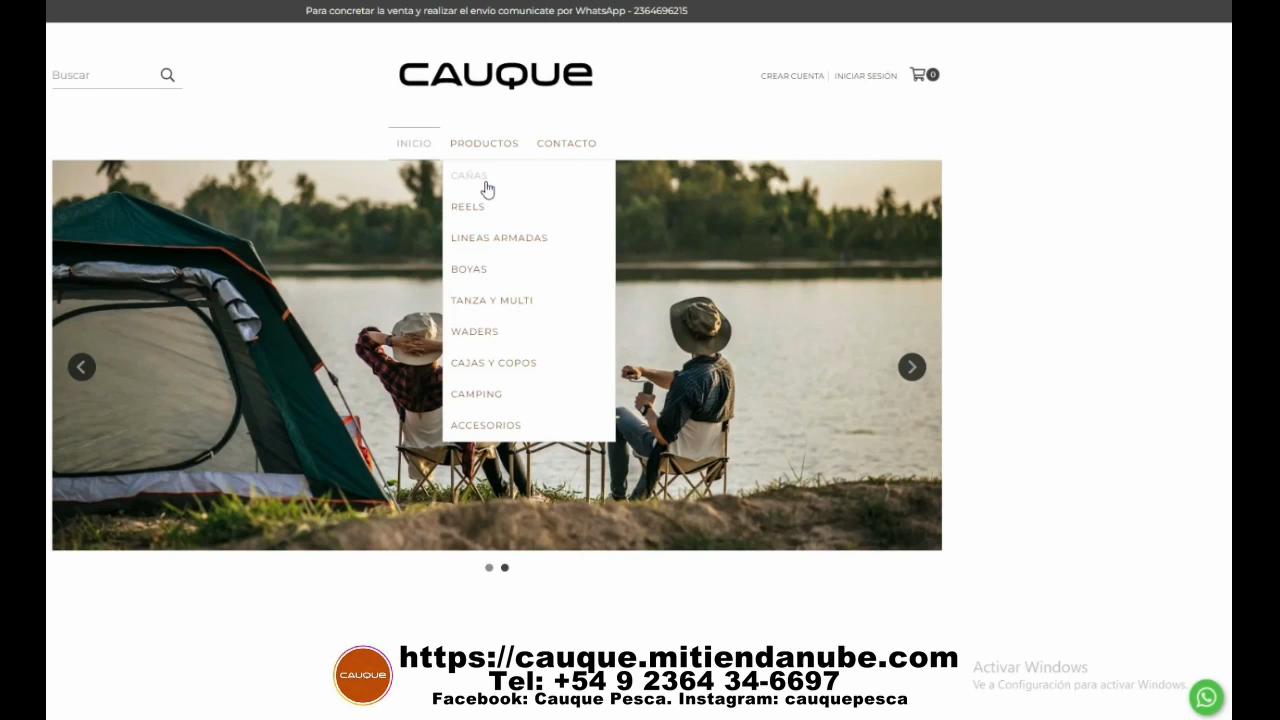 Para concretar la venta y realizar el envío comunicate por WhatsApp - 2364696215
Buscar
CAUQUE
CREAR CUENTA | INICIAR SESIÓN
0
INICIO PRODUCTOS CONTACTO
CAÑAS
REELS
LINEAS ARMADAS
BOYAS
TANZA Y MULTI
WADERS
CAJAS Y COPOS
CAMPING
ACCESORIOS
CAUQUE
https://cauque.mitiendanube.com
Tel: +54 9 2364 34-6697
Facebook: Cauque Pesca. Instagram: cauquepesca
Activar Windows
Ve a Configuración para activar Windows.